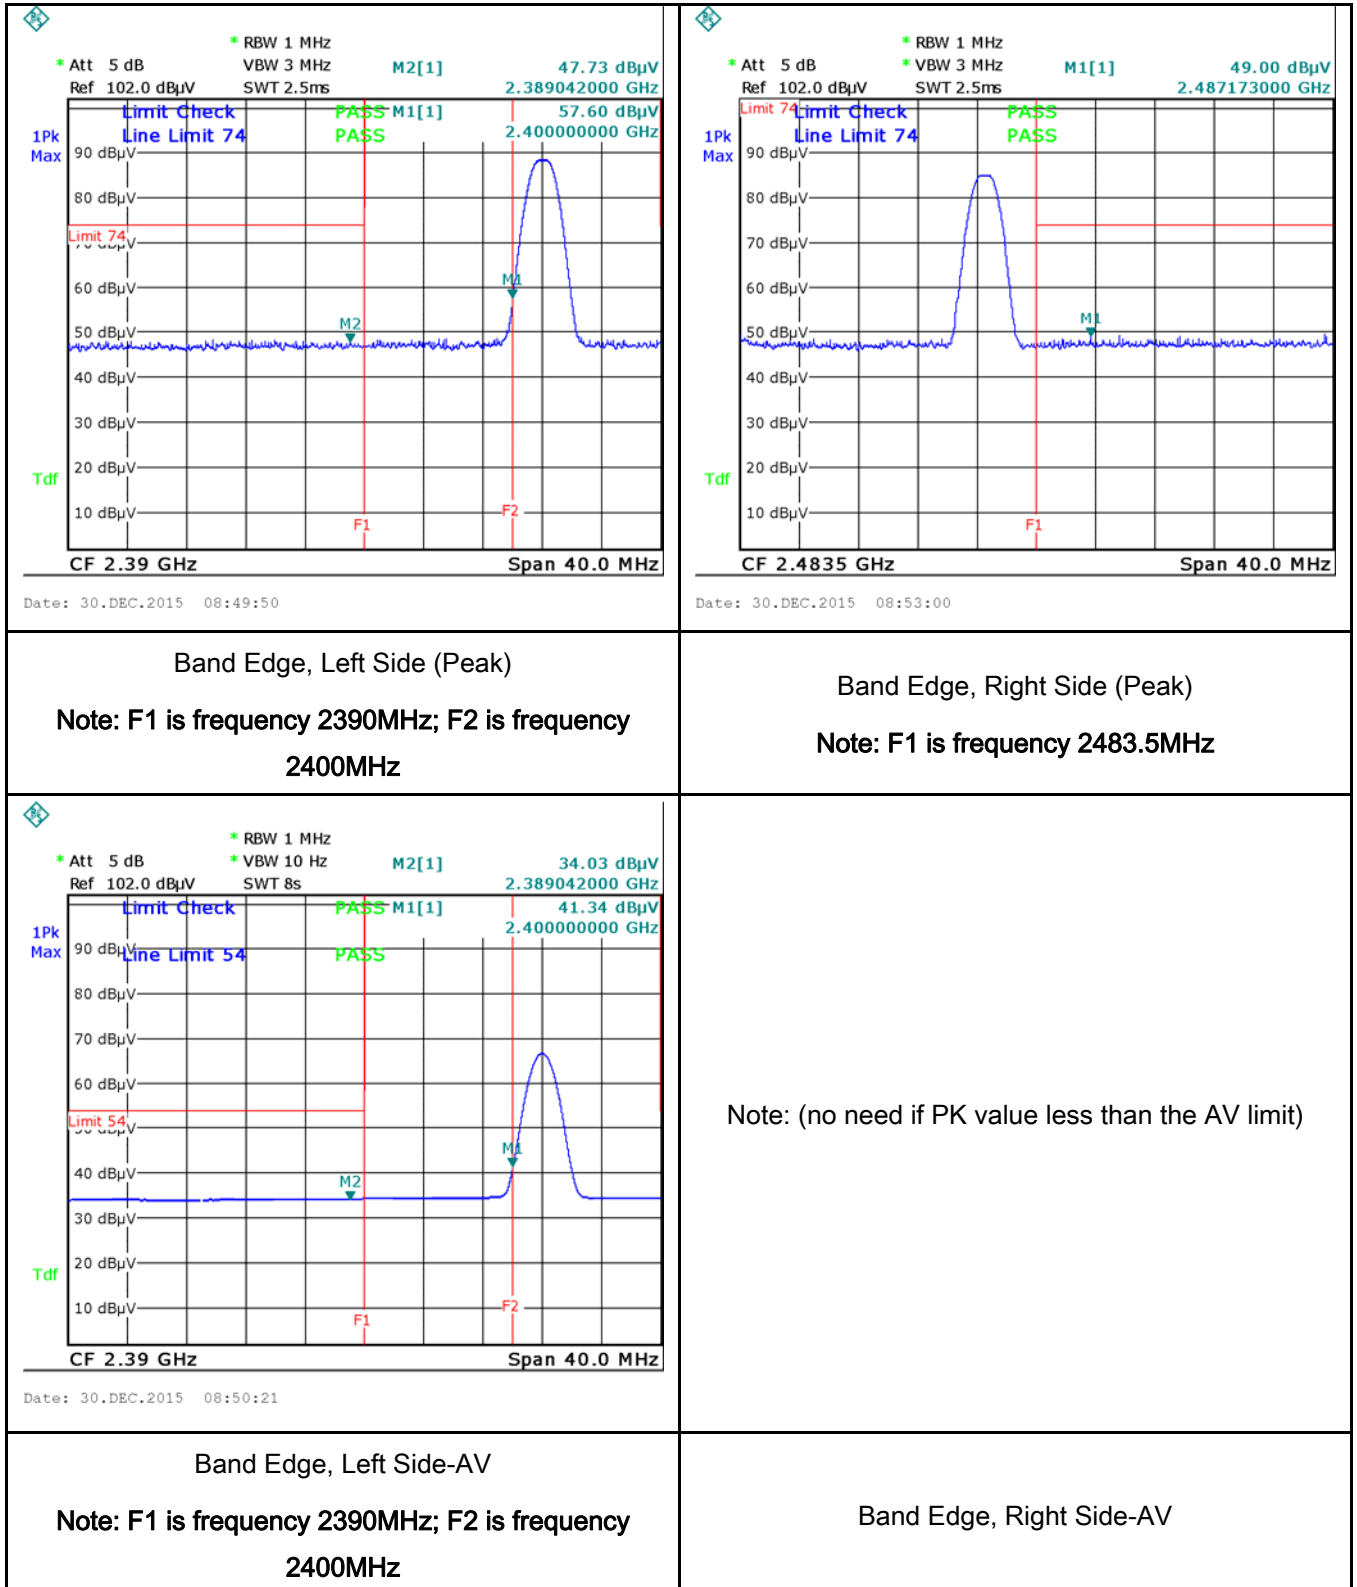 * RBW 1 MHz
* Att 5 dB VBW 3 MHz M2[1] 47.73 dBµV
Ref 102.0 dBµV SWT 2.5ms 2.389042000 GHz
Limit Check PASS M1[1] 57.60 dBµV
1Pk Line Limit 74 PASS 2.400000000 GHz
Max 90 dBµV
80 dBµV
Limit 74
70 dBµV
M1
60 dBµV
M2
50 dBµV
40 dBµV
30 dBµV
20 dBµV
Tdf
10 dBµV
F1 F2
CF 2.39 GHz Span 40.0 MHz
Date: 30.DEC.2015 08:49:50
* RBW 1 MHz
* Att 5 dB * VBW 3 MHz M1[1] 49.00 dBµV
Ref 102.0 dBµV SWT 2.5ms 2.487173000 GHz
Limit 74 Limit Check PASS
1Pk Line Limit 74 PASS
Max 90 dBµV
80 dBµV
70 dBµV
60 dBµV
M1
50 dBµV
40 dBµV
30 dBµV
20 dBµV
Tdf
10 dBµV
F1
CF 2.4835 GHz Span 40.0 MHz
Date: 30.DEC.2015 08:53:00
Band Edge, Left Side (Peak)
Note: F1 is frequency 2390MHz; F2 is frequency
2400MHz
Band Edge, Right Side (Peak)
Note: F1 is frequency 2483.5MHz
* RBW 1 MHz
* Att 5 dB * VBW 10 Hz M2[1] 34.03 dBµV
Ref 102.0 dBµV SWT 8s 2.389042000 GHz
Limit Check PASS M1[1] 41.34 dBµV
1Pk 2.400000000 GHz
Max 90 dBµV Line Limit 54 PASS
80 dBµV
70 dBµV
60 dBµV
Limit 54
50 dBµV
M1
40 dBµV
M2
30 dBµV
20 dBµV
Tdf
10 dBµV
F1 F2
CF 2.39 GHz Span 40.0 MHz
Date: 30.DEC.2015 08:50:21
Note: (no need if PK value less than the AV limit)
Band Edge, Left Side-AV
Note: F1 is frequency 2390MHz; F2 is frequency
2400MHz
Band Edge, Right Side-AV